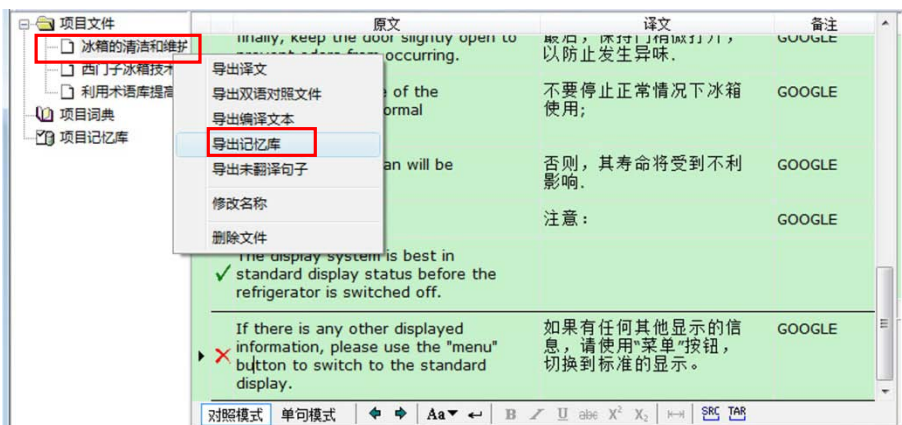 项目文件
冰箱的清洁和维护
西门子冰箱技术
利用术语库提高
项目词典
项目记忆库
导出译文
导出双语对照文件
导出编译文本
导出记忆库
导出未翻译句子
修改名称
删除文件
原文 译文 备注
finally, keep the door slightly open to 最后，保持门稍微打开， GOOGLE
prevent odors from occurring. 以防止发生异味.
of the 不要停止正常情况下冰箱 GOOGLE
ormal 使用;
an will be 否则，其寿命将受到不利 GOOGLE
影响.
注意： GOOGLE
The display system is best in
standard display status before the
refrigerator is switched off.
If there is any other displayed 如果有任何其他显示的信 GOOGLE
information, please use the "menu" 息，请使用“菜单”按钮，
button to switch to the standard 切换到标准的显示。
display.
对照模式 单句模式 Aa B I U abc X² X₂ SRC TAR